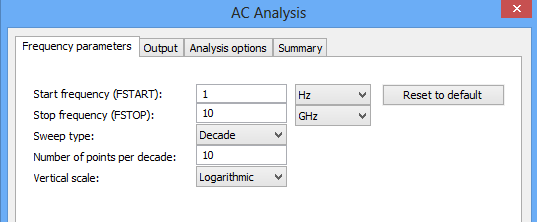 AC Analysis
Frequency parameters Output Analysis options Summary
Start frequency (FSTART): 1 Hz Reset to default
Stop frequency (FSTOP): 10 GHz
Sweep type: Decade
Number of points per decade: 10
Vertical scale: Logarithmic